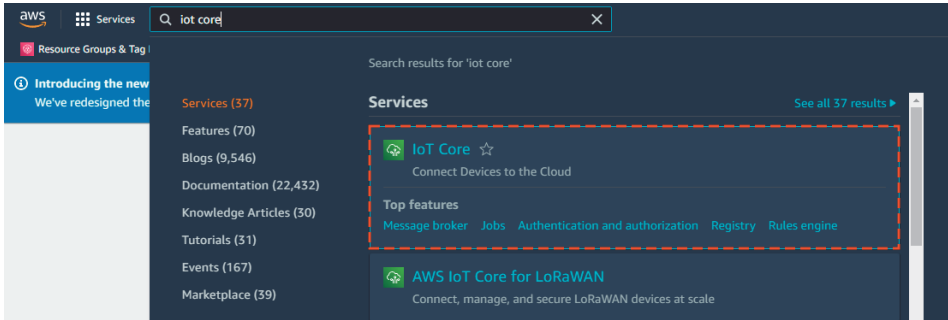 aws
Services
iot core
Resource Groups & Tag
Introducing the new
We've redesigned the
Search results for 'iot core'
Services (37)
Features (70)
Blogs (9,546)
Documentation (22,432)
Knowledge Articles (30)
Tutorials (31)
Events (167)
Marketplace (39)
Services
See all 37 results
IoT Core
Connect Devices to the Cloud
Top features
Message broker Jobs Authentication and authorization Registry Rules engine
AWS IoT Core for LoRaWAN
Connect, manage, and secure LoRaWAN devices at scale